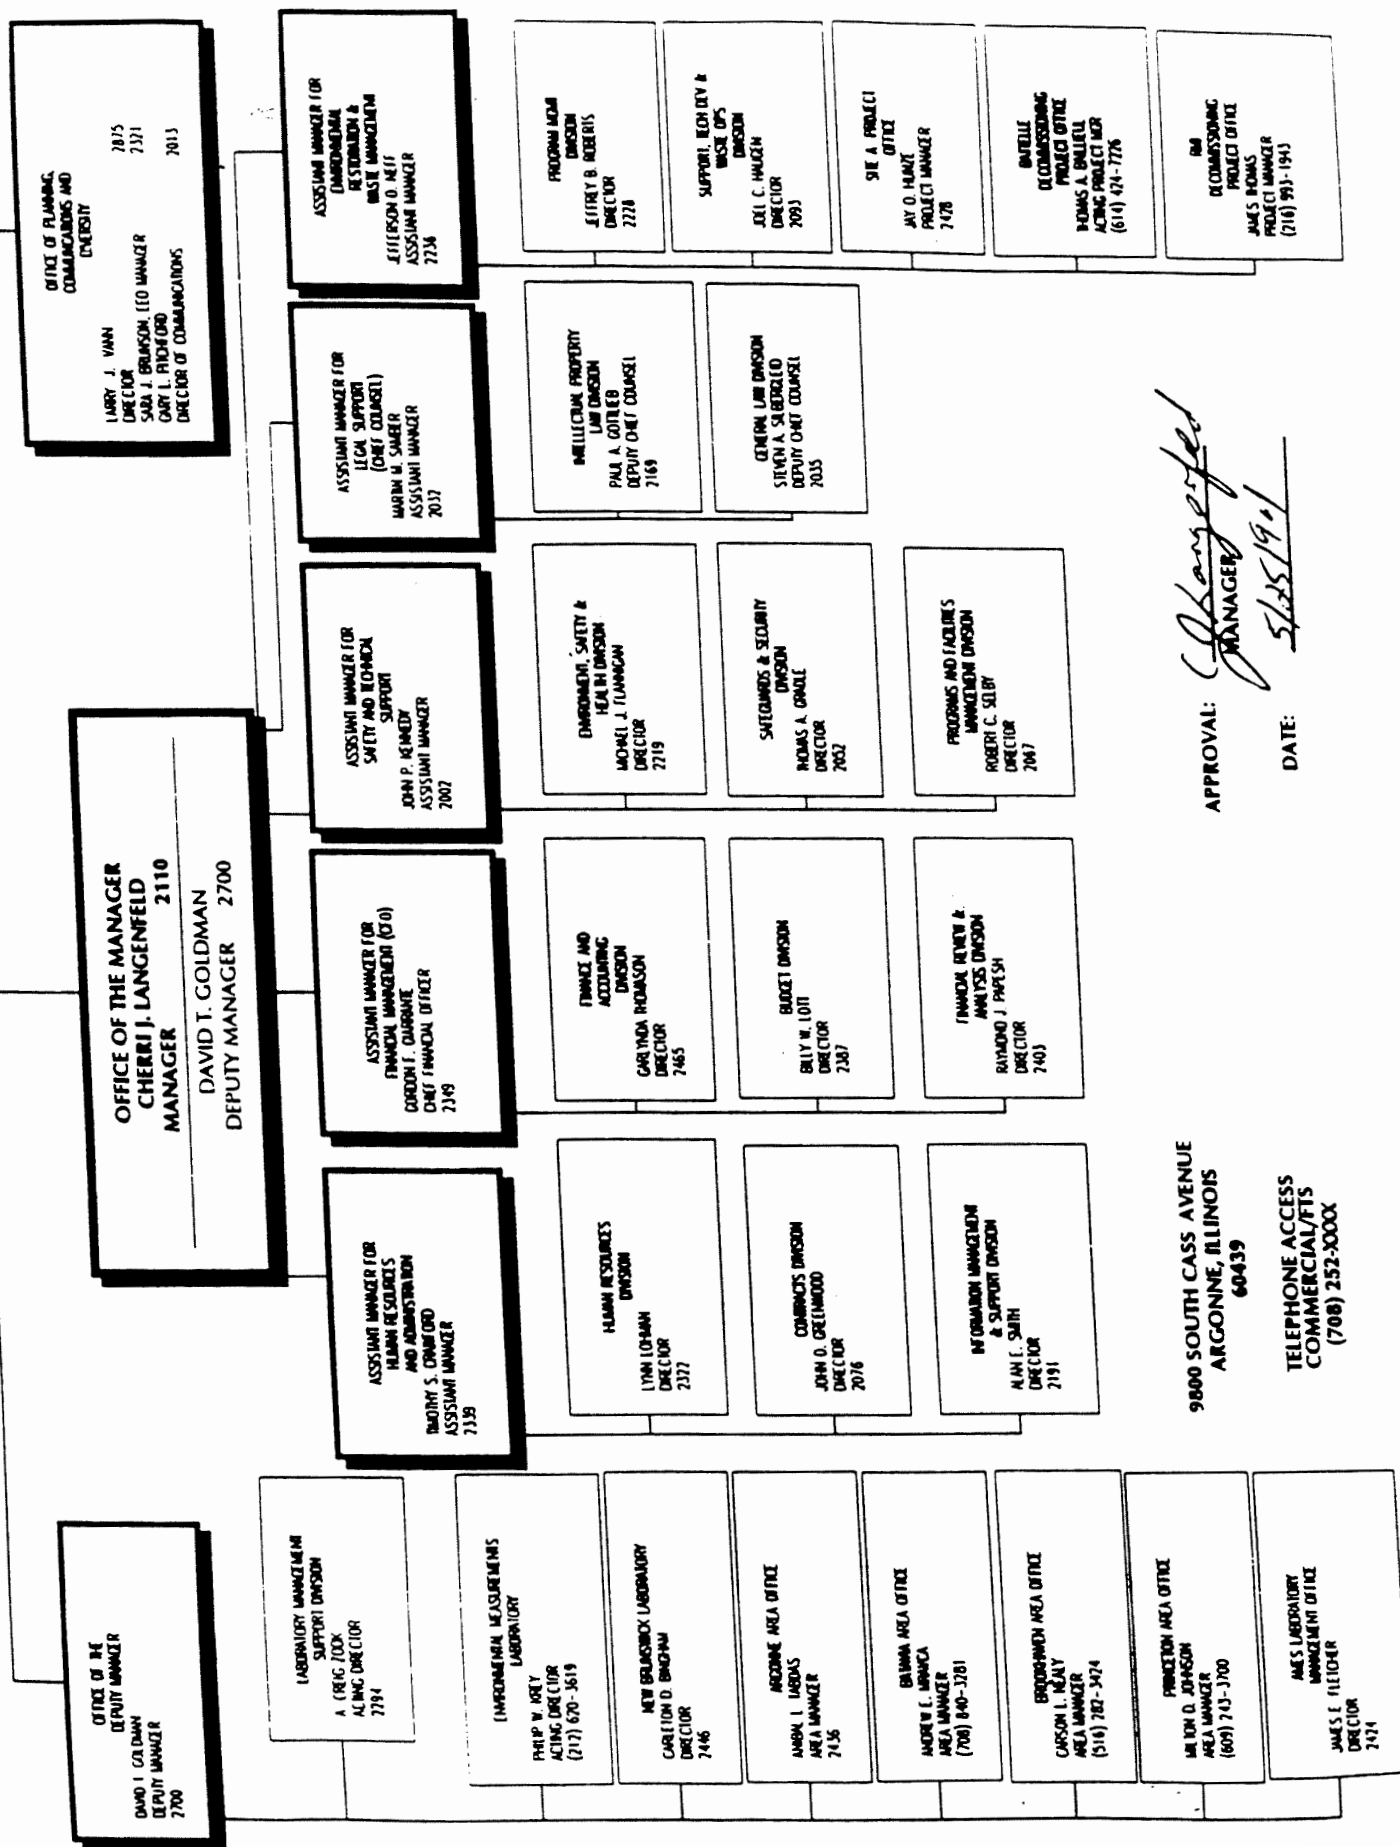 OFFICE OF THE MANAGER
CHERRI J. LANGENFELD
MANAGER 2110
DAVID T. GOLDMAN
DEPUTY MANAGER 2700
OFFICE OF THE
DEPUTY MANAGER
DAVID T. GOLDMAN
DEPUTY MANAGER
2700
OFFICE OF PLANNING,
COMMUNICATIONS AND
DIVERSITY
LARRY J. VANN 2875
DIRECTOR
SARA J. BRUNSON, EEO MANAGER 2321
GARY L. PITCHFORD
DIRECTOR OF COMMUNICATIONS 2013
LABORATORY MANAGEMENT
SUPPORT DIVISION
A. CREIG ZOOK
ACTING DIRECTOR
2294
ENVIRONMENTAL MEASUREMENTS
LABORATORY
PHILIP W. KREY
ACTING DIRECTOR
(212) 620-3619
NEW BRUNSWICK LABORATORY
CARLETON D. BINGHAM
DIRECTOR
2446
ARGONNE AREA OFFICE
ANIBAL L. TABOAS
AREA MANAGER
2436
BATAVIA AREA OFFICE
ANDREW E. MRAVCA
AREA MANAGER
(708) 840-3281
BROOKHAVEN AREA OFFICE
CARSON L. NEALY
AREA MANAGER
(516) 282-3424
PRINCETON AREA OFFICE
MILTON D. JOHNSON
AREA MANAGER
(609) 243-3700
AMES LABORATORY
MANAGEMENT OFFICE
JAMES E. FLETCHER
DIRECTOR
2424
ASSISTANT MANAGER FOR
HUMAN RESOURCES
AND ADMINISTRATION
TIMOTHY S. CRAWFORD
ASSISTANT MANAGER
2339
HUMAN RESOURCES
DIVISION
LYNN LOHMAN
DIRECTOR
2322
CONTRACTS DIVISION
JOHN D. GREENWOOD
DIRECTOR
2076
INFORMATION MANAGEMENT
& SUPPORT DIVISION
ALAN E. SMITH
DIRECTOR
2191
ASSISTANT MANAGER FOR
FINANCIAL MANAGEMENT (CFO)
GORDON F.
CHIEF FINANCIAL OFFICER
2349
FINANCE AND
ACCOUNTING
DIVISION
GARLYNDA THOMASON
DIRECTOR
2465
BUDGET DIVISION
BILLY W. LOTT
DIRECTOR
2387
FINANCIAL REVIEW &
ANALYSIS DIVISION
RAYMOND J. PAPESH
DIRECTOR
2403
ASSISTANT MANAGER FOR
SAFETY AND TECHNICAL
SUPPORT
JOHN P. KENNEDY
ASSISTANT MANAGER
2002
ENVIRONMENT, SAFETY &
HEALTH DIVISION
MICHAEL J. FLANNIGAN
DIRECTOR
2219
SAFEGUARDS & SECURITY
DIVISION
THOMAS A. GRADLE
DIRECTOR
2052
PROGRAMS AND FACILITIES
MANAGEMENT DIVISION
ROBERT C. SELBY
DIRECTOR
2067
ASSISTANT MANAGER FOR
LEGAL SUPPORT
(CHIEF COUNSEL)
MARTIN M. SAMBER
ASSISTANT MANAGER
2032
INTELLECTUAL PROPERTY
LAW DIVISION
PAUL A. GOTTLIEB
DEPUTY CHIEF COUNSEL
2169
GENERAL LAW DIVISION
STEVEN A. SILBERGLEID
DEPUTY CHIEF COUNSEL
2035
ASSISTANT MANAGER FOR
ENVIRONMENTAL
RESTORATION &
WASTE MANAGEMENT
JEFFERSON O. NEFF
ASSISTANT MANAGER
2236
PROGRAM MGMT
DIVISION
JEFFREY B. ROBERTS
DIRECTOR
2228
SUPPORT, TECH DEV &
WASTE OPS
DIVISION
JOEL C. HAUGEN
DIRECTOR
2093
SITE A PROJECT
OFFICE
JAY O. HUNZE
PROJECT MANAGER
2478
BATTELLE
DECOMMISSIONING
PROJECT OFFICE
THOMAS A. BAILLIEUL
ACTING PROJECT MGR
(614) 424-7226
RMI
DECOMMISSIONING
PROJECT OFFICE
JAMES THOMAS
PROJECT MANAGER
(216) 993-1943
9800 SOUTH CASS AVENUE
ARGONNE, ILLINOIS
60439
TELEPHONE ACCESS
COMMERCIAL/FTS
(708) 252-XXXX
APPROVAL: CJLangenfeld
MANAGER
DATE: 5/25/94